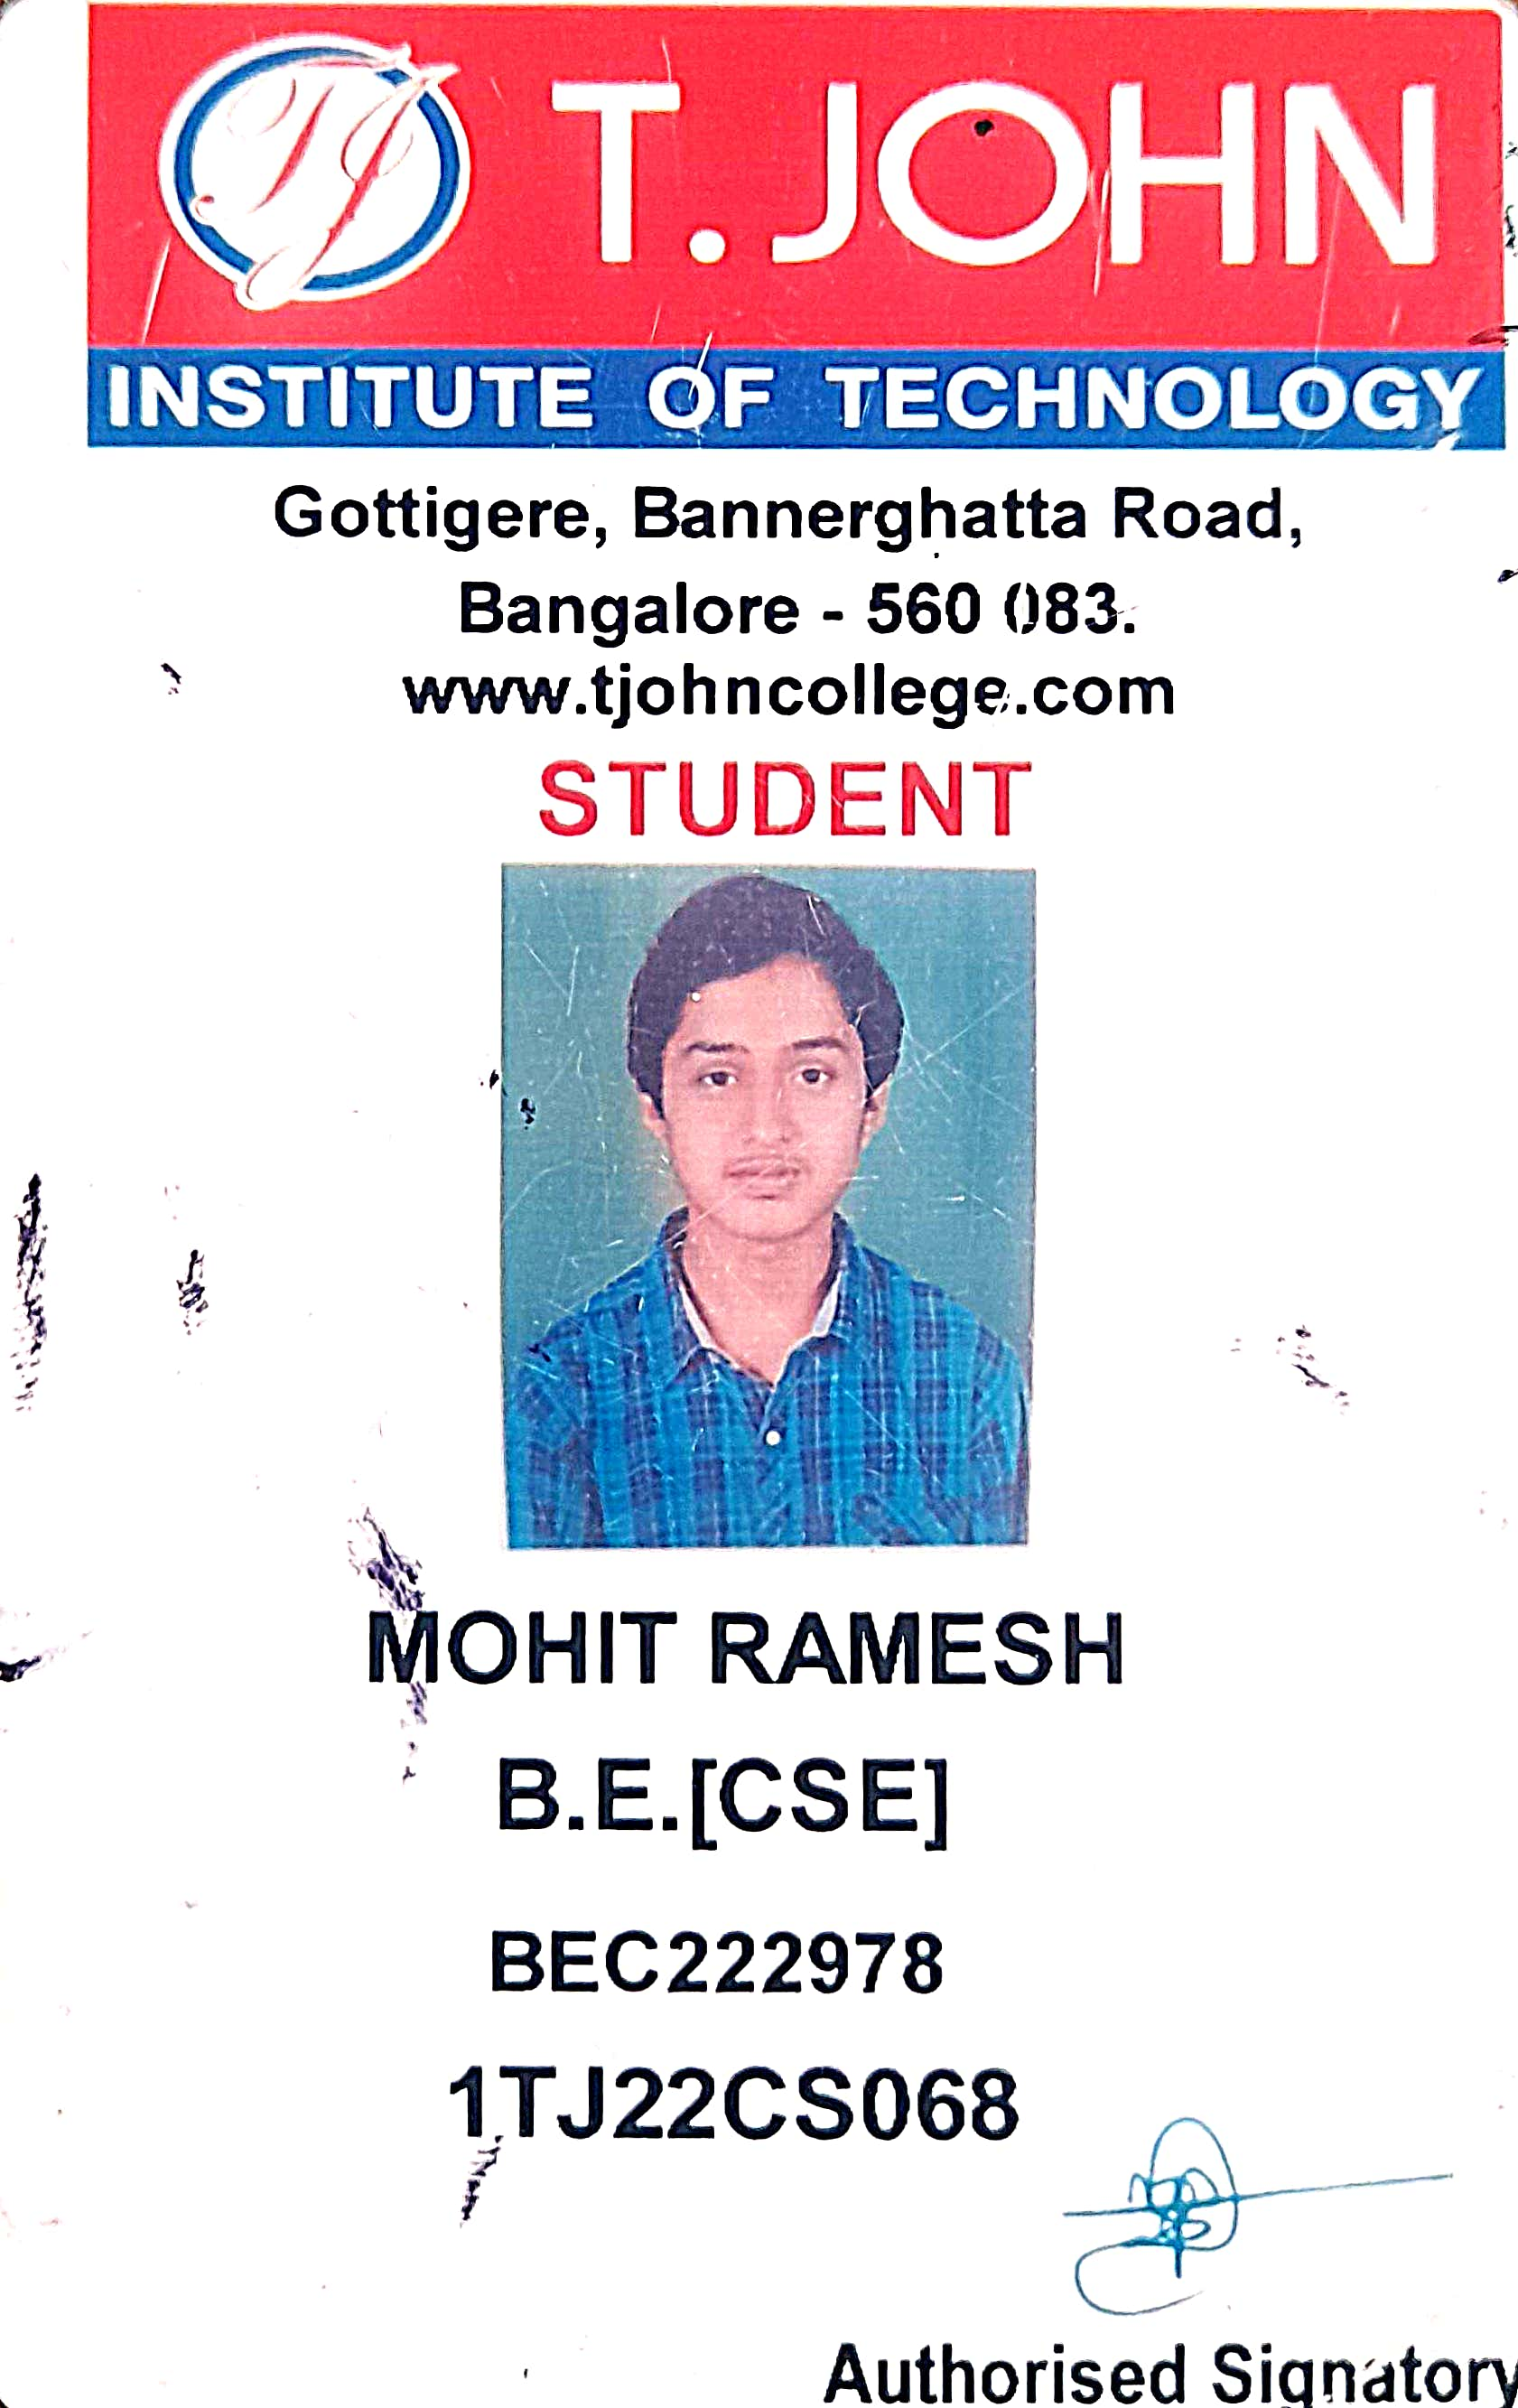 TJ T. JOHN
INSTITUTE OF TECHNOLOGY
Gottigere, Bannerghatta Road,
Bangalore - 560 083.
www.tjohncollege.com
STUDENT
MOHIT RAMESH
B.E.[CSE]
BEC222978
1TJ22CS068
Authorised Signatory